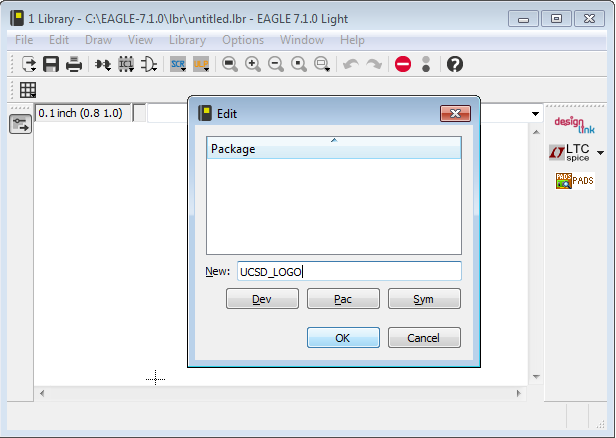 1 Library - C:\EAGLE-7.1.0\lbr\untitled.lbr - EAGLE 7.1.0 Light
File Edit Draw View Library Options Window Help
SCR ULP
0.1 inch (0.8 1.0)
design link
LTC spice
PADS PADS
Edit
Package
New: UCSD_LOGO
Dev Pac Sym
OK Cancel